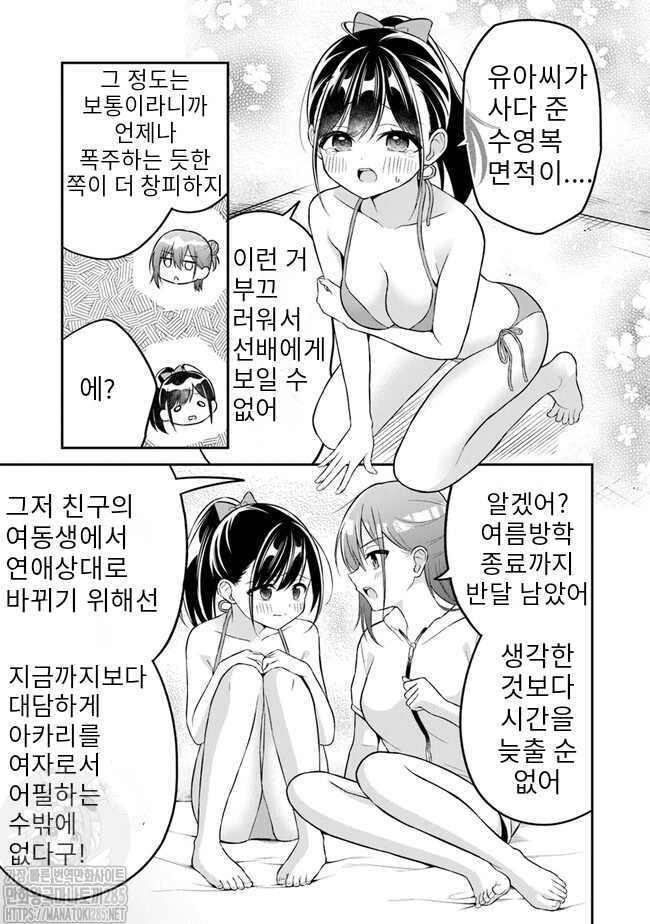 유아씨가
사다 준
수영복
면적이....
이런 거
부끄
러워서
선배에게
보일 수
없어
그 정도는
보통이라니까
언제나
폭주하는 듯한
쪽이 더 창피하지
에?
알겠어?
여름방학
종료까지
반달 남았어
생각한
것보다
시간을
늦출 순
없어
그저 친구의
여동생에서
연애상대로
바뀌기 위해선
지금까지보다
대담하게
아카리를
여자로서
어필하는
수밖에
없다구!
가장 빠른 번역만화사이트
만화왕국마나토끼285
HTTPS://MANATOKI285.NET